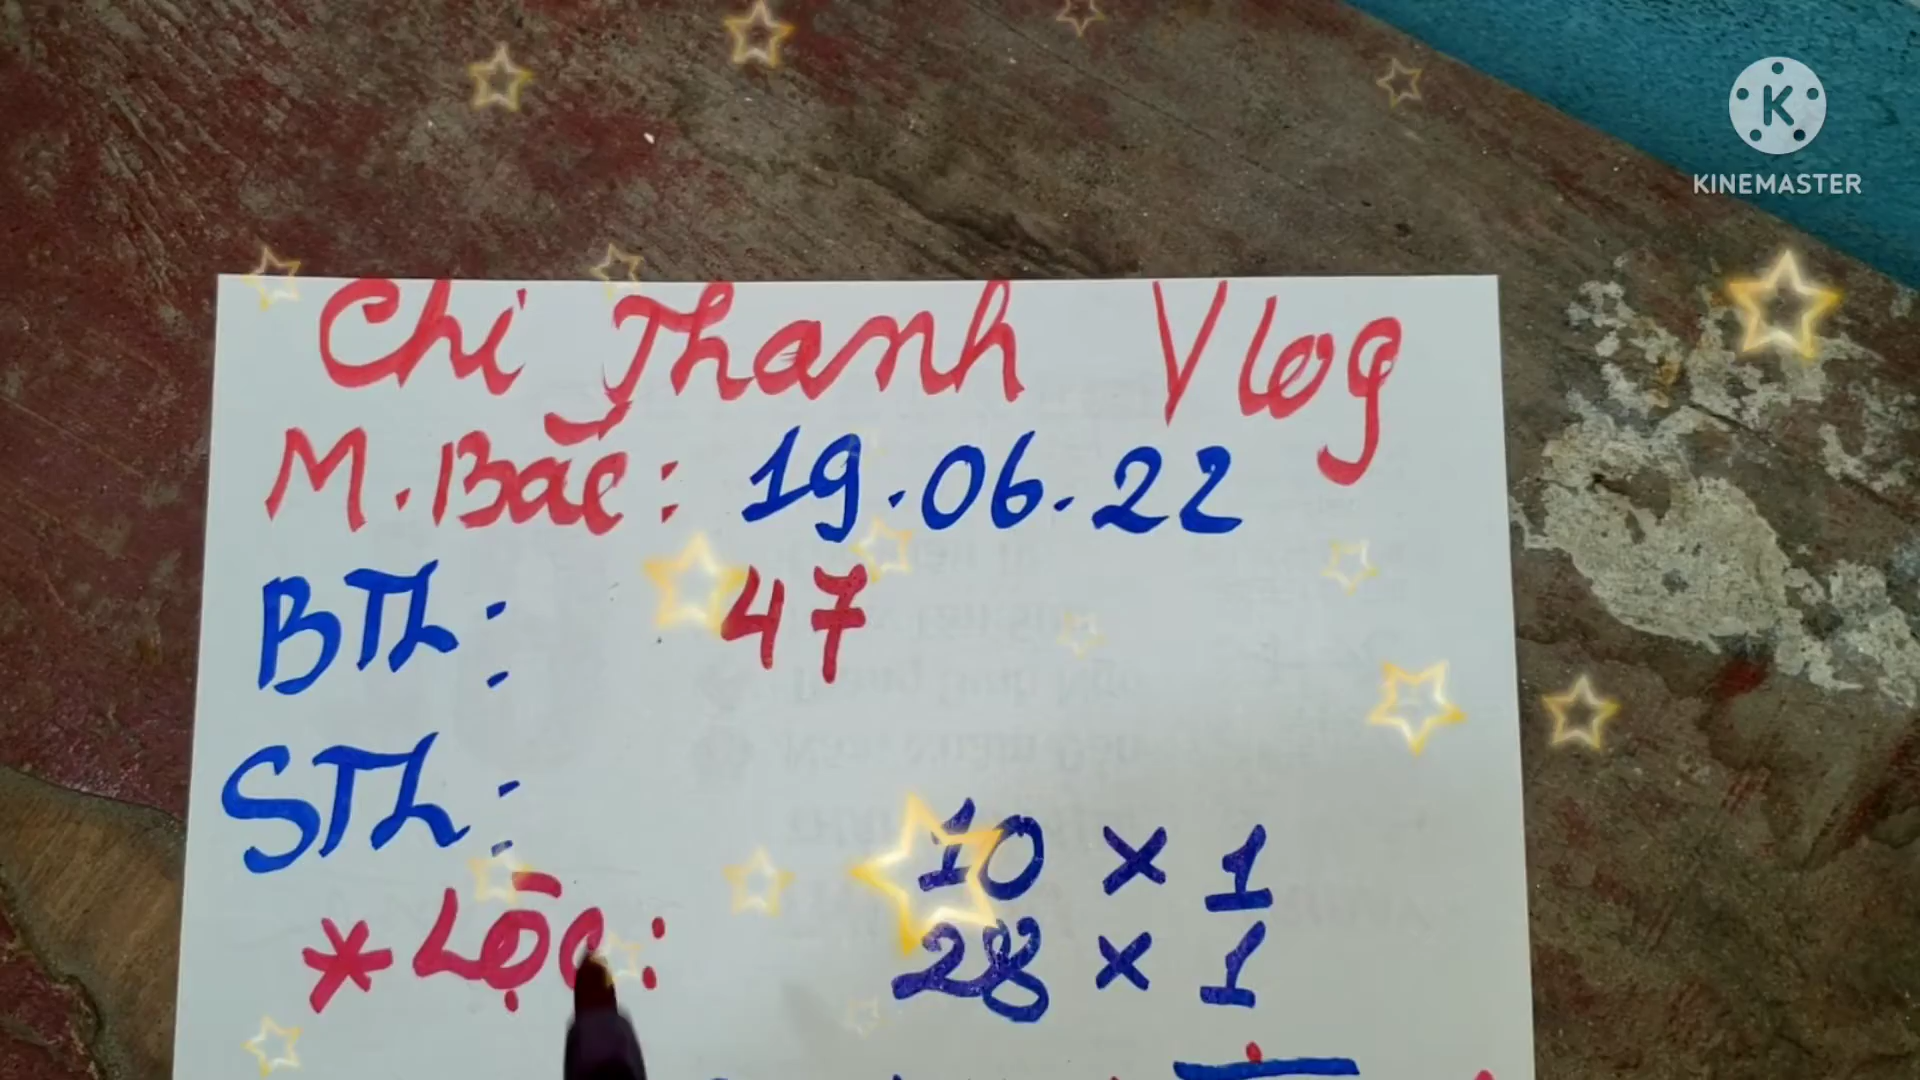 KINEMASTER
Chi Thanh Vlog
M. Bắc: 19.06.22
BTL: 47
STL:
10 x 1
* Lộc: 28 x 1